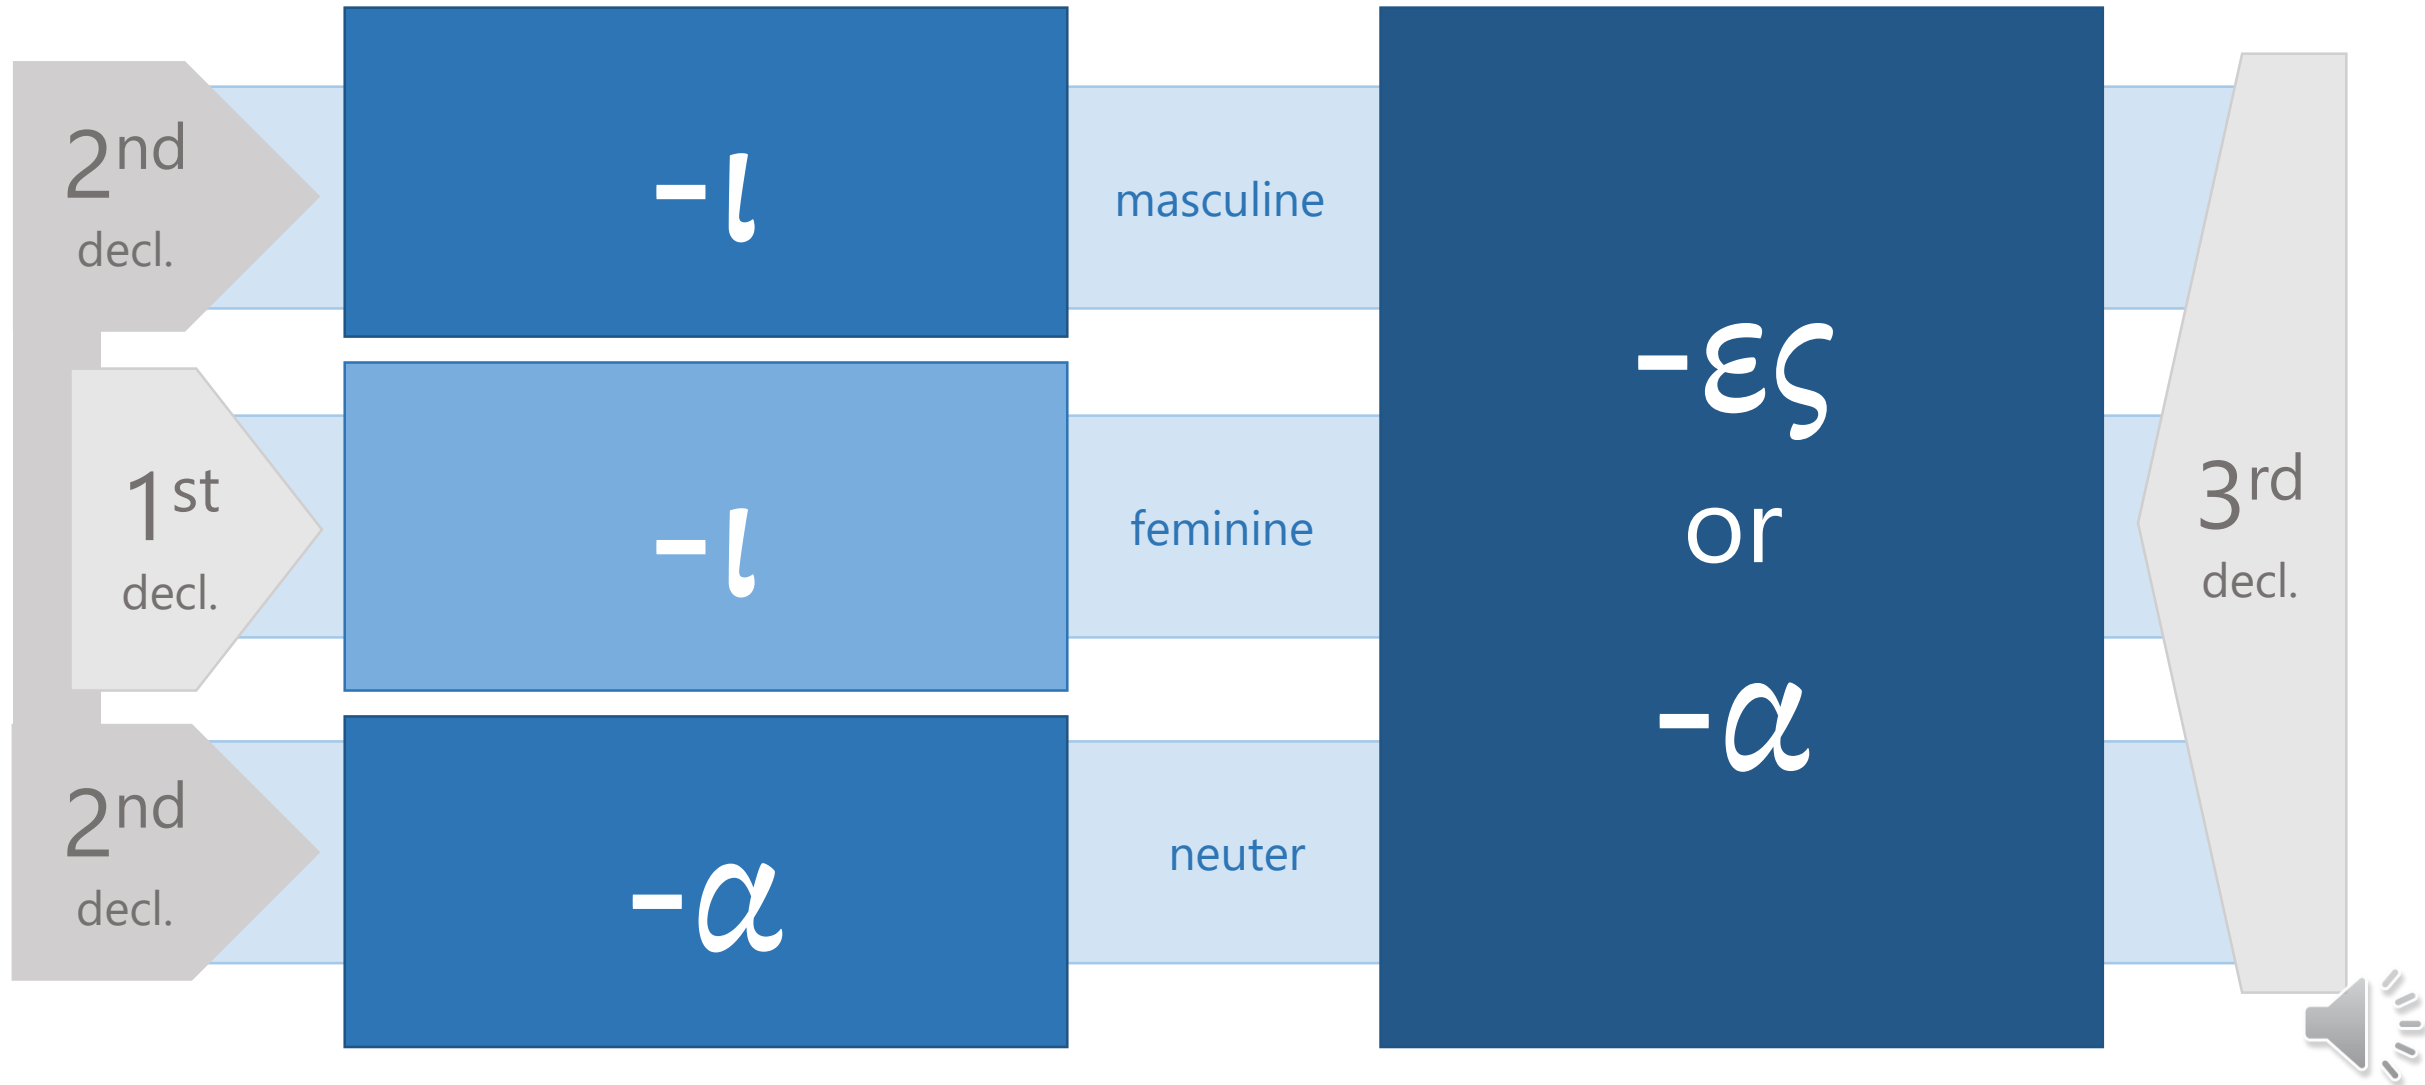 2nd
decl.
-ι
masculine
1st
decl.
-ι
feminine
2nd
decl.
-α
neuter
-ες
or
-α
3rd
decl.